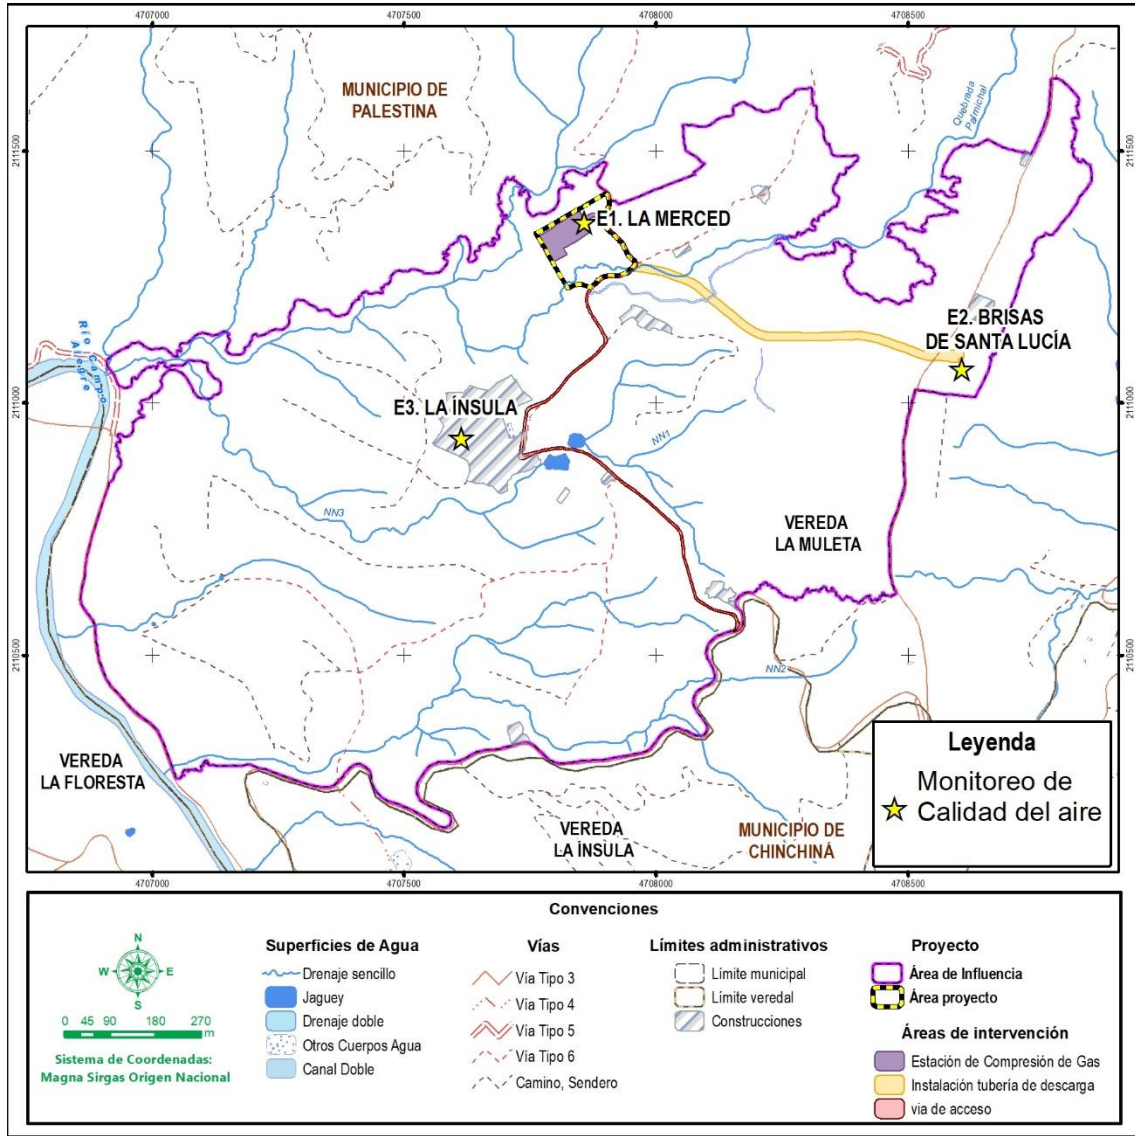 4707000
4707500
4708000
4708500
MUNICIPIO DE
PALESTINA
Quebrada
Palmichal
2111500
2111500
E1. LA MERCED
E2. BRISAS
DE SANTA LUCÍA
Río Campo
Alegre
2111000
2111000
E3. LA ÍNSULA
NN1
NN3
VEREDA
LA MULETA
2110500
2110500
NN2
VEREDA
LA FLORESTA
VEREDA
LA ÍNSULA
MUNICIPIO DE
CHINCHINÁ
Leyenda
Monitoreo de
Calidad del aire
4707000
4707500
4708000
4708500
Convenciones
N
W
E
S
0 45 90 180 270
m
Sistema de Coordenadas:
Magna Sirgas Origen Nacional
Superficies de Agua
Drenaje sencillo
Jaguey
Drenaje doble
Otros Cuerpos Agua
Canal Doble
Vías
Vía Tipo 3
Vía Tipo 4
Vía Tipo 5
Vía Tipo 6
Camino, Sendero
Límites administrativos
Límite municipal
Límite veredal
Construcciones
Proyecto
Área de Influencia
Área proyecto
Áreas de intervención
Estación de Compresión de Gas
Instalación tubería de descarga
via de acceso